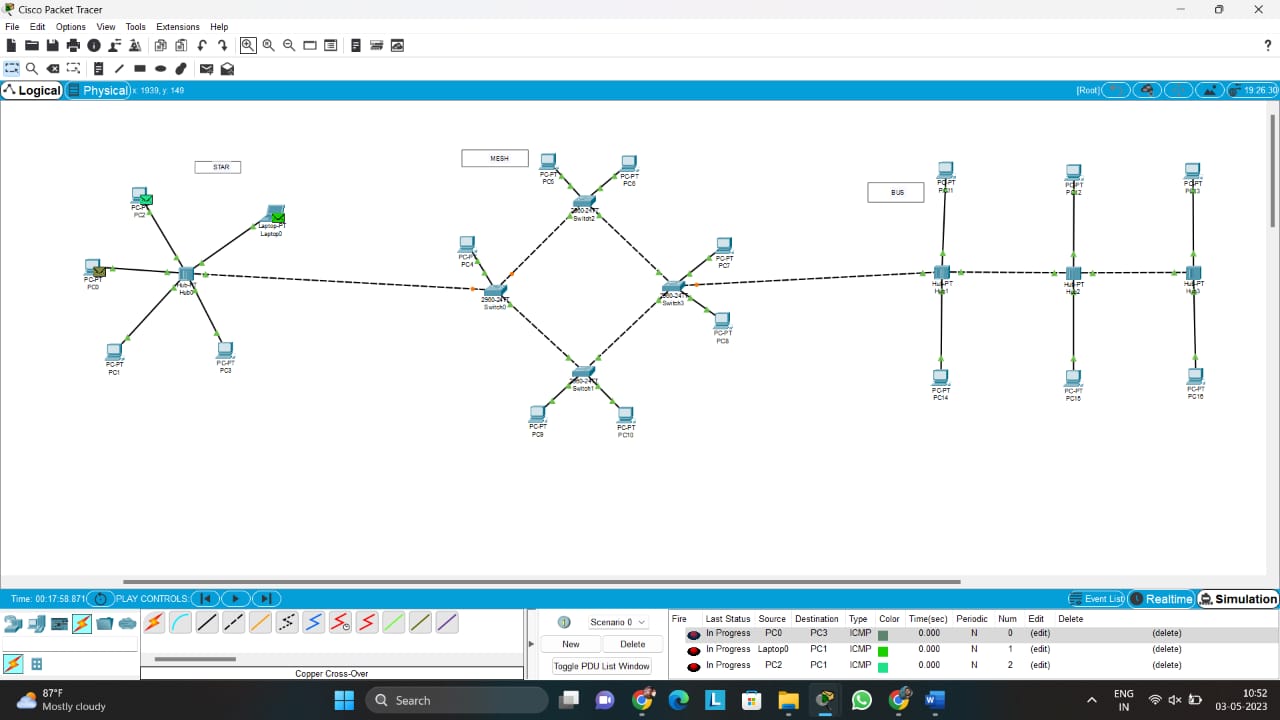 Cisco Packet Tracer
File Edit Options View Tools Extensions Help
?
Logical Physical x: 1939, y: 149 [Root] 19:26:30
STAR
MESH
BUS
PC-PT
PC2
Laptop-PT
Laptop0
PC-PT
PC0
Hub-PT
Hub0
PC-PT
PC1
PC-PT
PC3
PC-PT
PC4
PC-PT
PC5
PC-PT
PC6
2960-24TT
Switch2
2960-24TT
Switch0
2960-24TT
Switch3
2960-24TT
Switch1
PC-PT
PC7
PC-PT
PC8
PC-PT
PC9
PC-PT
PC10
PC-PT
PC11
PC-PT
PC12
PC-PT
PC13
Hub-PT
Hub1
Hub-PT
Hub2
Hub-PT
Hub3
PC-PT
PC14
PC-PT
PC15
PC-PT
PC16
Time: 00:17:58.871 PLAY CONTROLS: Event List Realtime Simulation
Scenario 0
New Delete
Toggle PDU List Window
Copper Cross-Over
Fire Last Status Source Destination Type Color Time(sec) Periodic Num Edit Delete
In Progress PC0 PC3 ICMP 0.000 N 0 (edit) (delete)
In Progress Laptop0 PC1 ICMP 0.000 N 1 (edit) (delete)
In Progress PC2 PC1 ICMP 0.000 N 2 (edit) (delete)
87°F
Mostly cloudy
Search
ENG
IN
10:52
03-05-2023